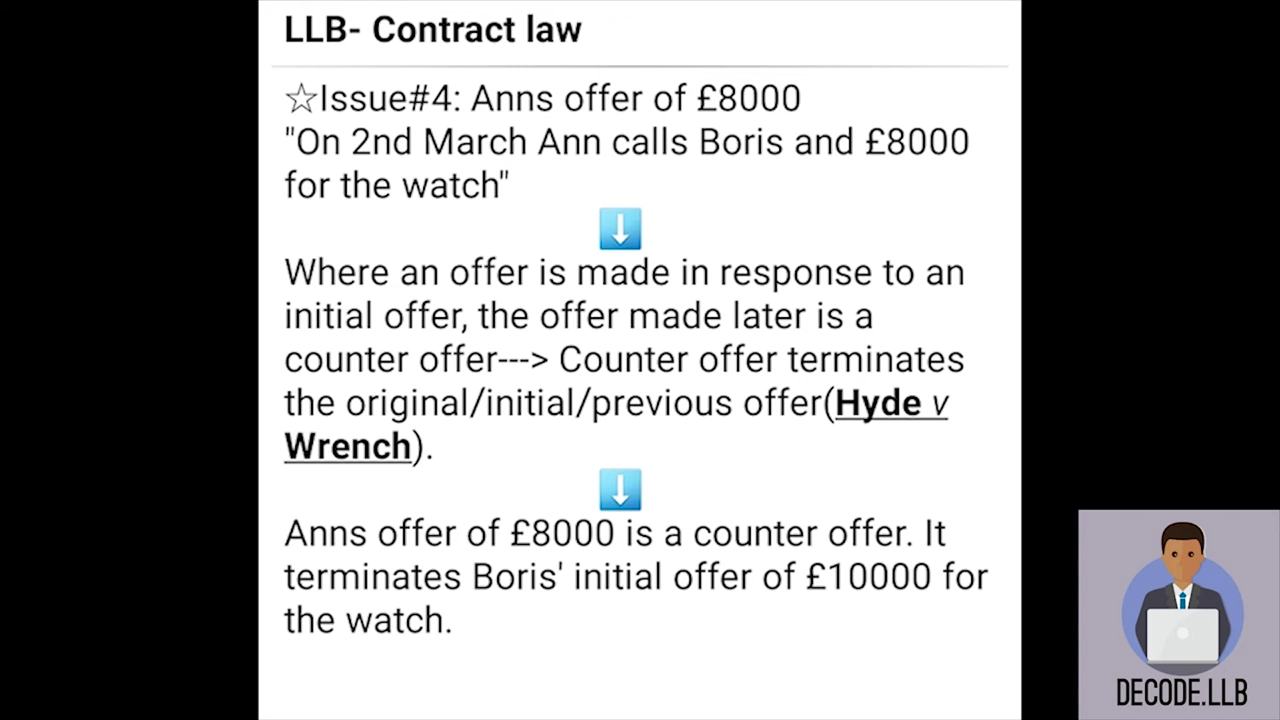 LLB- Contract law
☆Issue#4: Anns offer of £8000
"On 2nd March Ann calls Boris and £8000
for the watch"
⬇️
Where an offer is made in response to an
initial offer, the offer made later is a
counter offer---> Counter offer terminates
the original/initial/previous offer(Hyde v
Wrench).
⬇️
Anns offer of £8000 is a counter offer. It
terminates Boris' initial offer of £10000 for
the watch.
DECODE.LLB